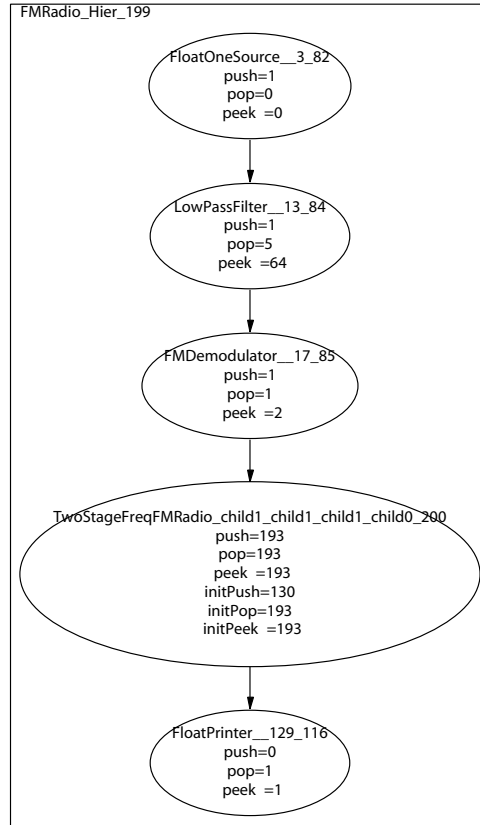 FMRadio_Hier_199
FloatOneSource__3_82
push=1
pop=0
peek =0
LowPassFilter__13_84
push=1
pop=5
peek =64
FMDemodulator__17_85
push=1
pop=1
peek =2
TwoStageFreqFMRadio_child1_child1_child1_child0_200
push=193
pop=193
peek =193
initPush=130
initPop=193
initPeek =193
FloatPrinter__129_116
push=0
pop=1
peek =1